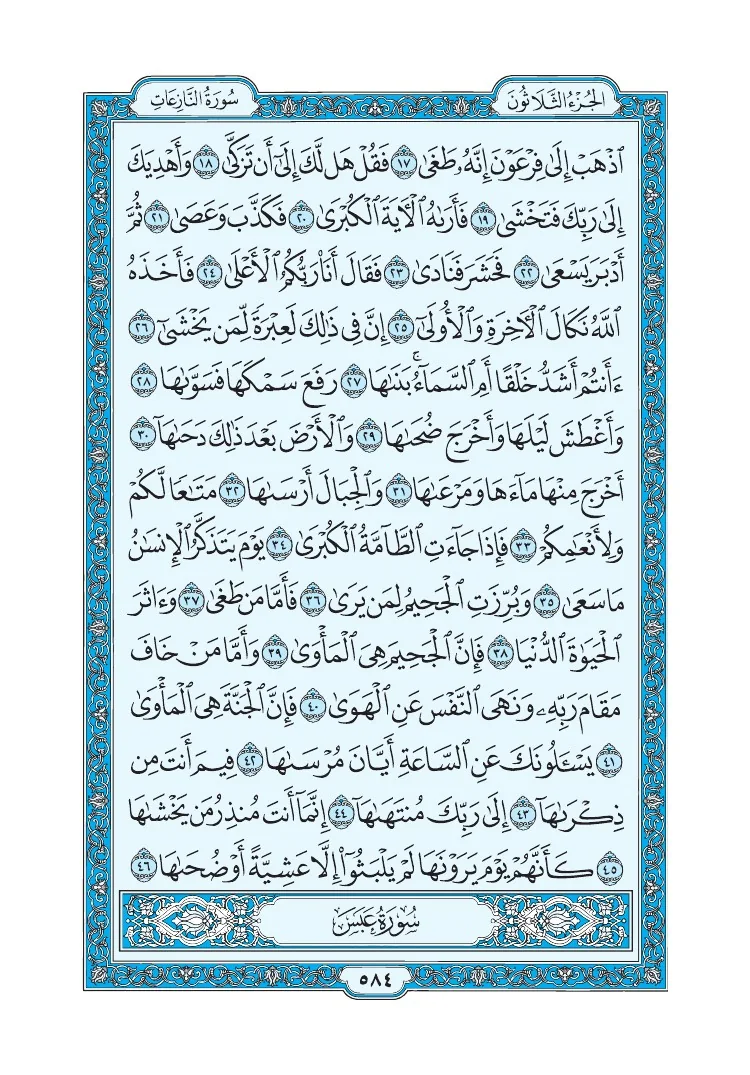 سُورَةُ النَّازِعَاتِ
الجُزْءُ الثَّلَاثُونَ
ٱذْهَبْ إِلَىٰ فِرْعَوْنَ إِنَّهُۥ طَغَىٰ ١٧ فَقُلْ هَل لَّكَ إِلَىٰٓ أَن تَزَكَّىٰ ١٨ وَأَهْدِيَكَ
إِلَىٰ رَبِّكَ فَتَخْشَىٰ ١٩ فَأَرَىٰهُ ٱلْأٓيَةَ ٱلْكُبْرَىٰ ٢٠ فَكَذَّبَ وَعَصَىٰ ٢١ ثُمَّ
أَدْبَرَ يَسْعَىٰ ٢٢ فَحَشَرَ فَنَادَىٰ ٢٣ فَقَالَ أَنَا۠ رَبُّكُمُ ٱلْأَعْلَىٰ ٢٤ فَأَخَذَهُ
ٱللَّهُ نَكَالَ ٱلْأٓخِرَةِ وَٱلْأُولَىٰٓ ٢٥ إِنَّ فِى ذَٰلِكَ لَعِبْرَةً لِّمَن يَخْشَىٰٓ ٢٦
ءَأَنتُمْ أَشَدُّ خَلْقًا أَمِ ٱلسَّمَآءُ ۚ بَنَىٰهَا ٢٧ رَفَعَ سَمْكَهَا فَسَوَّىٰهَا ٢٨
وَأَغْطَشَ لَيْلَهَا وَأَخْرَجَ ضُحَىٰهَا ٢٩ وَٱلْأَرْضَ بَعْدَ ذَٰلِكَ دَحَىٰهَآ ٣٠
أَخْرَجَ مِنْهَا مَآءَهَا وَمَرْعَىٰهَا ٣١ وَٱلْجِبَالَ أَرْسَىٰهَا ٣٢ مَتَـٰعًا لَّكُمْ
وَلِأَنْعَـٰمِكُمْ ٣٣ فَإِذَا جَآءَتِ ٱلطَّآمَّةُ ٱلْكُبْرَىٰ ٣٤ يَوْمَ يَتَذَكَّرُ ٱلْإِنسَـٰنُ
مَا سَعَىٰ ٣٥ وَبُرِّزَتِ ٱلْجَحِيمُ لِمَن يَرَىٰ ٣٦ فَأَمَّا مَن طَغَىٰ ٣٧ وَءَاثَرَ
ٱلْحَيَوٰةَ ٱلدُّنْيَا ٣٨ فَإِنَّ ٱلْجَحِيمَ هِىَ ٱلْمَأْوَىٰ ٣٩ وَأَمَّا مَنْ خَافَ
مَقَامَ رَبِّهِۦ وَنَهَى ٱلنَّفْسَ عَنِ ٱلْهَوَىٰ ٤٠ فَإِنَّ ٱلْجَنَّةَ هِىَ ٱلْمَأْوَىٰ
٤١ يَسْـَٔلُونَكَ عَنِ ٱلسَّاعَةِ أَيَّانَ مُرْسَىٰهَا ٤٢ فِيمَ أَنتَ مِن
ذِكْرَىٰهَآ ٤٣ إِلَىٰ رَبِّكَ مُنتَهَىٰهَآ ٤٤ إِنَّمَآ أَنتَ مُنذِرُ مَن يَخْشَىٰهَا
٤٥ كَأَنَّهُمْ يَوْمَ يَرَوْنَهَا لَمْ يَلْبَثُوٓا۟ إِلَّا عَشِيَّةً أَوْ ضُحَىٰهَا ٤٦
سُورَةُ عَبَسَ
٥٨٤